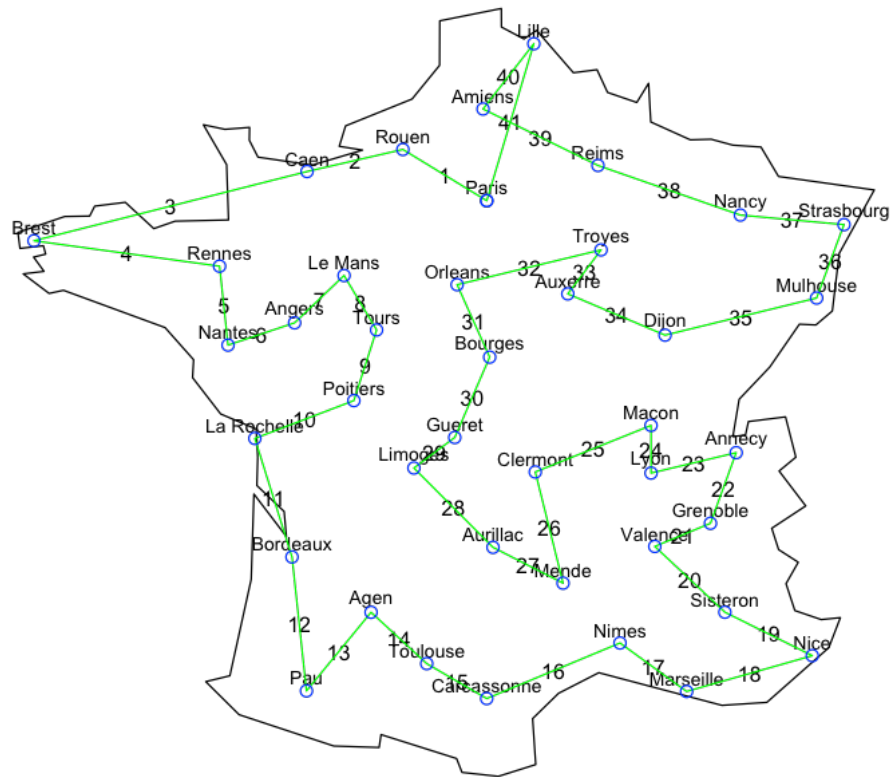 Lille
40
Amiens
41
Rouen
39
Caen
2
Reims
1
38
Paris
3
Nancy
37
Strasbourg
Brest
4
Rennes
Troyes
36
Le Mans
Orleans
32
33
Auxerre
Mulhouse
5
7
8
Angers
34
35
Nantes
6
Tours
31
Dijon
Bourges
9
Poitiers
30
10
La Rochelle
Gueret
Macon
29
Limoges
25
24
Annecy
Clermont
Lyon
23
11
22
28
26
Grenoble
Bordeaux
Aurillac
Valence
21
27
Mende
20
Agen
Sisteron
12
14
19
13
Toulouse
Nimes
Nice
Pau
15
16
17
18
Carcassonne
Marseille